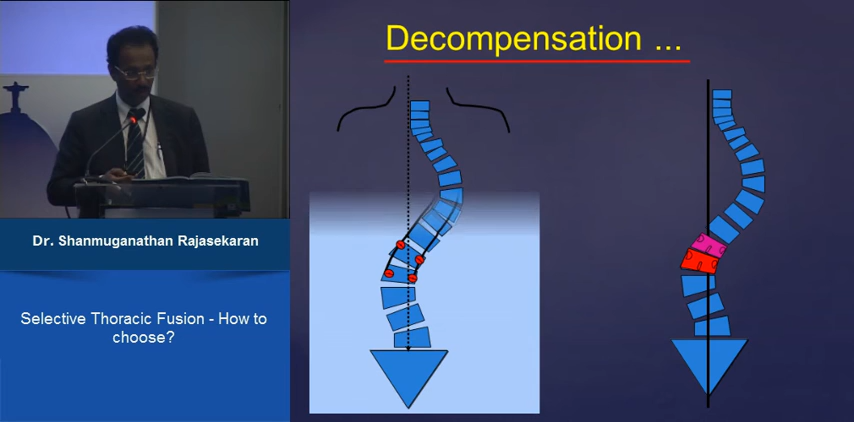 Decompensation ...
Dr. Shanmuganathan Rajasekaran
Selective Thoracic Fusion - How to
choose?